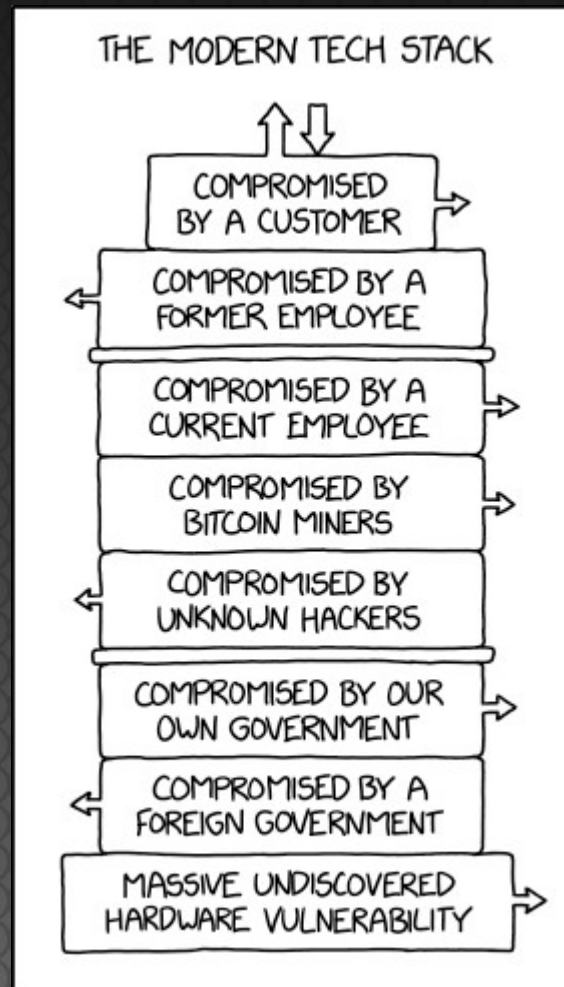 THE MODERN TECH STACK
COMPROMISED
BY A CUSTOMER
COMPROMISED BY A
FORMER EMPLOYEE
COMPROMISED BY A
CURRENT EMPLOYEE
COMPROMISED BY
BITCOIN MINERS
COMPROMISED BY
UNKNOWN HACKERS
COMPROMISED BY OUR
OWN GOVERNMENT
COMPROMISED BY A
FOREIGN GOVERNMENT
MASSIVE UNDISCOVERED
HARDWARE VULNERABILITY